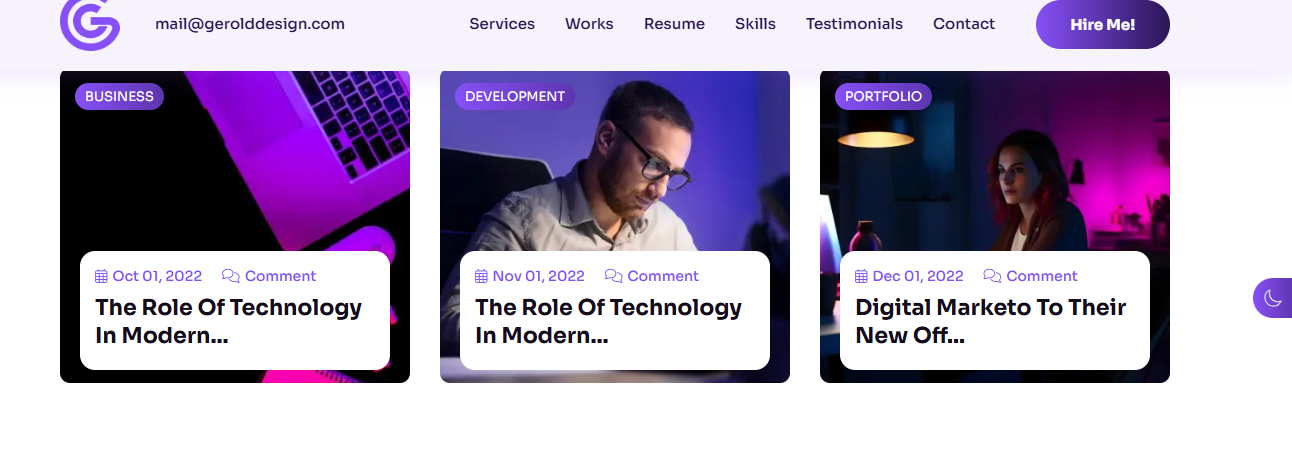 mail@gerolddesign.com Services Works Resume Skills Testimonials Contact Hire Me!
BUSINESS
Oct 01, 2022 Comment
The Role Of Technology
In Modern...
DEVELOPMENT
Nov 01, 2022 Comment
The Role Of Technology
In Modern...
PORTFOLIO
Dec 01, 2022 Comment
Digital Marketo To Their
New Off...